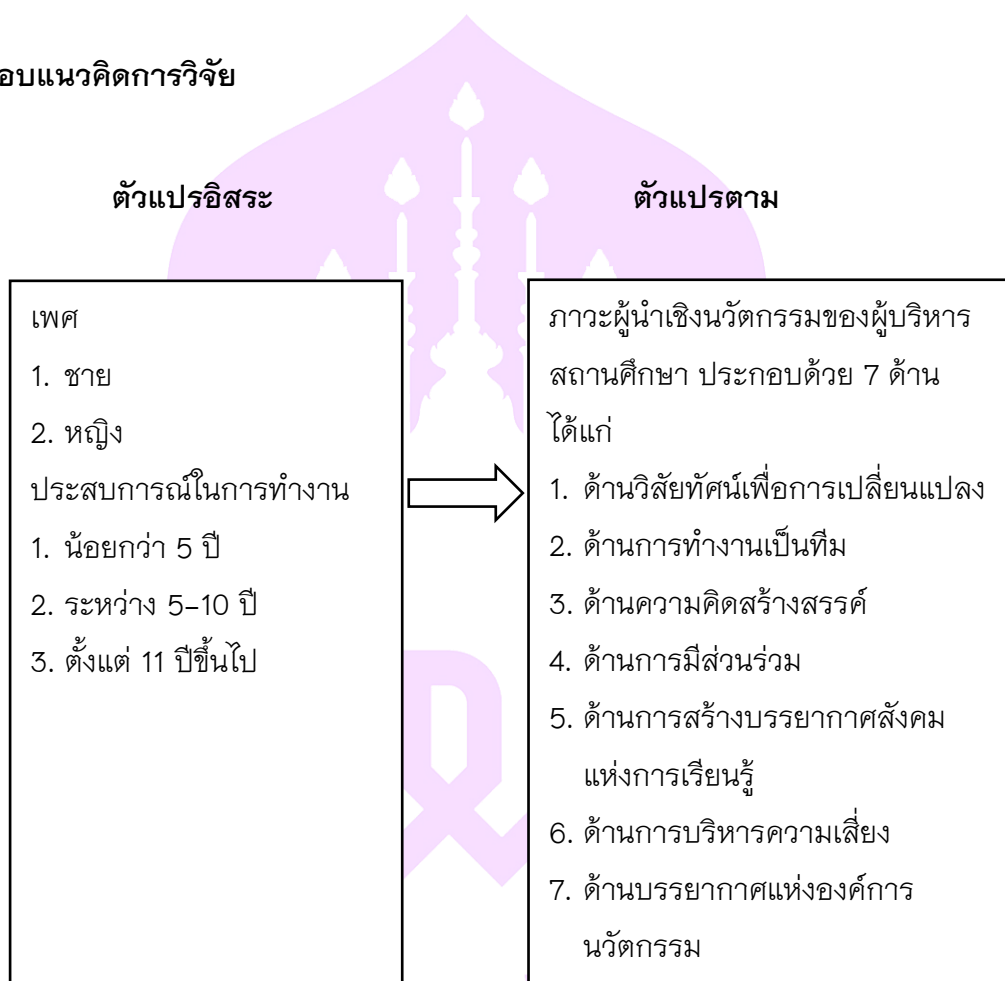 อบแนวคิดการวิจัย
ตัวแปรอิสระ
ตัวแปรตาม
เพศ
1. ชาย
2. หญิง
ประสบการณ์ในการทำงาน
1. น้อยกว่า 5 ปี
2. ระหว่าง 5-10 ปี
3. ตั้งแต่ 11 ปีขึ้นไป
ภาวะผู้นำเชิงนวัตกรรมของผู้บริหาร
สถานศึกษา ประกอบด้วย 7 ด้าน
ได้แก่
1. ด้านวิสัยทัศน์เพื่อการเปลี่ยนแปลง
2. ด้านการทำงานเป็นทีม
3. ด้านความคิดสร้างสรรค์
4. ด้านการมีส่วนร่วม
5. ด้านการสร้างบรรยากาศสังคม
แห่งการเรียนรู้
6. ด้านการบริหารความเสี่ยง
7. ด้านบรรยากาศแห่งองค์การ
นวัตกรรม